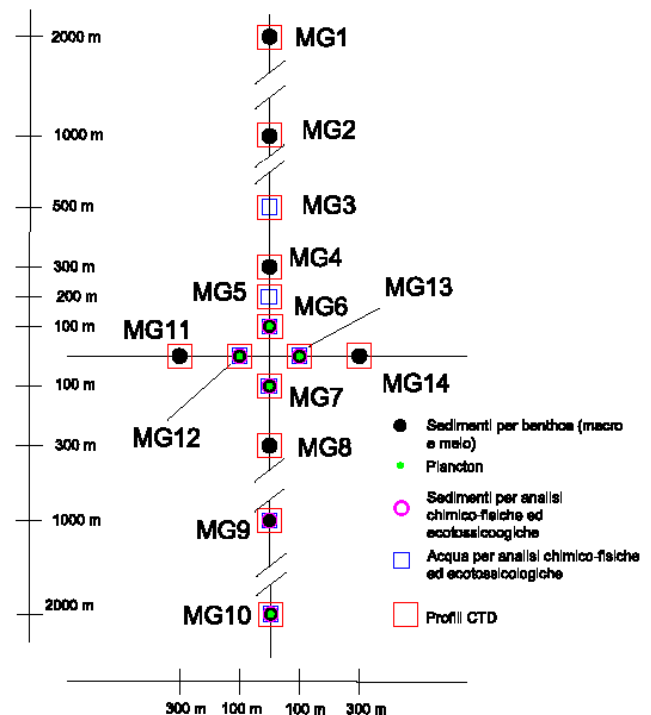 2000 m
MG1
1000 m
MG2
500 m
MG3
300 m
MG4
200 m
MG5
MG6
MG13
100 m
MG11
MG14
100 m
MG7
MG12
300 m
MG8
1000 m
MG9
2000 m
MG10
Sedimenti per benthos (macro
e meio)
Plancton
Sedimenti per analisi
chimico-fisiche ed
ecotossicoogiche
Acqua per analisi chimico-fisiche
ed ecotossicologiche
Profili CTD
300 m 100 m 100 m 300 m